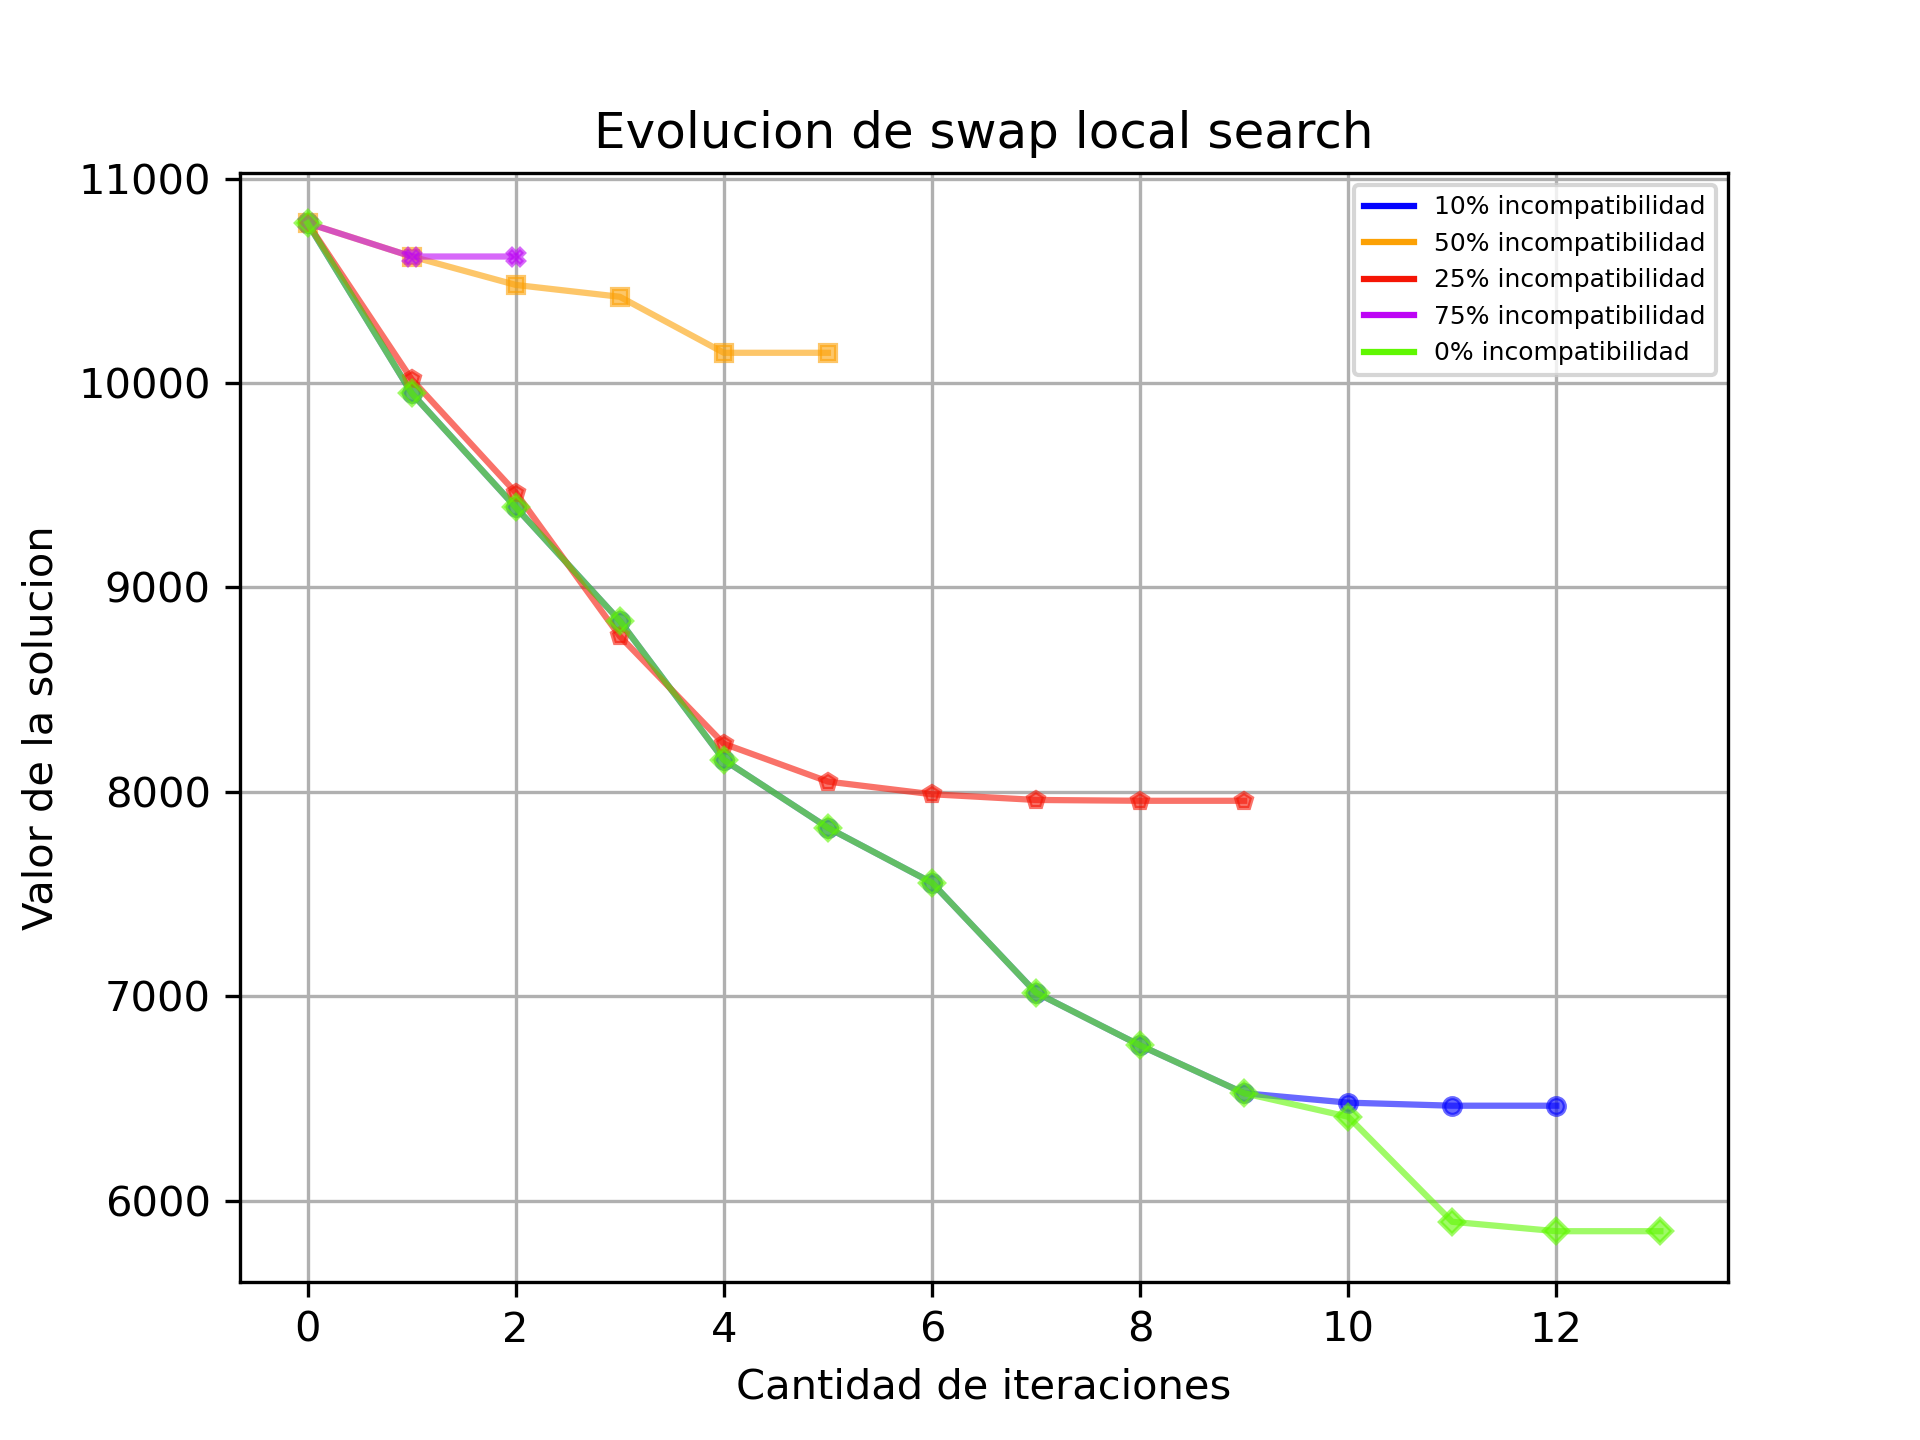 Evolucion de swap local search
11000
10000
9000
8000
7000
6000
Valor de la solucion
10% incompatibilidad
50% incompatibilidad
25% incompatibilidad
75% incompatibilidad
0% incompatibilidad
0 2 4 6 8 10 12
Cantidad de iteraciones